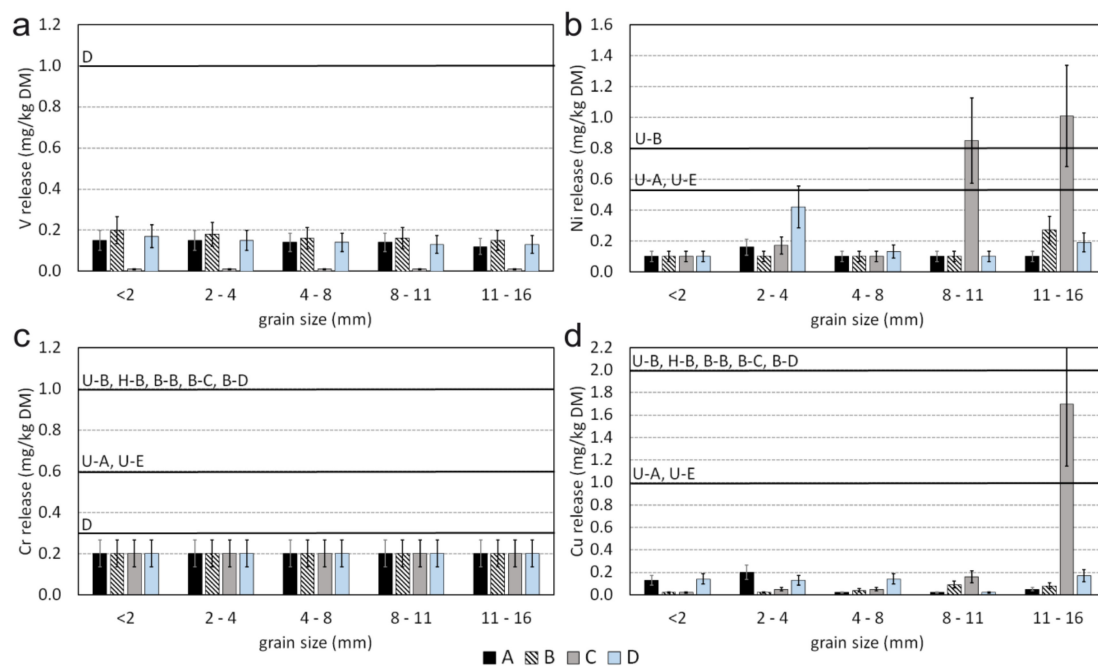 a
V release (mg/kg DM)
1.2
1.0
0.8
0.6
0.4
0.2
0.0
D
<2 2 - 4 4 - 8 8 - 11 11 - 16
grain size (mm)
b
Ni release (mg/kg DM)
1.6
1.4
1.2
1.0
0.8
0.6
0.4
0.2
0.0
U-B
U-A, U-E
<2 2 - 4 4 - 8 8 - 11 11 - 16
grain size (mm)
c
Cr release (mg/kg DM)
1.2
1.0
0.8
0.6
0.4
0.2
0.0
U-B, H-B, B-B, B-C, B-D
U-A, U-E
D
<2 2 - 4 4 - 8 8 - 11 11 - 16
grain size (mm)
d
Cu release (mg/kg DM)
2.2
2.0
1.8
1.6
1.4
1.2
1.0
0.8
0.6
0.4
0.2
0.0
U-B, H-B, B-B, B-C, B-D
U-A, U-E
<2 2 - 4 4 - 8 8 - 11 11 - 16
grain size (mm)
A B C D